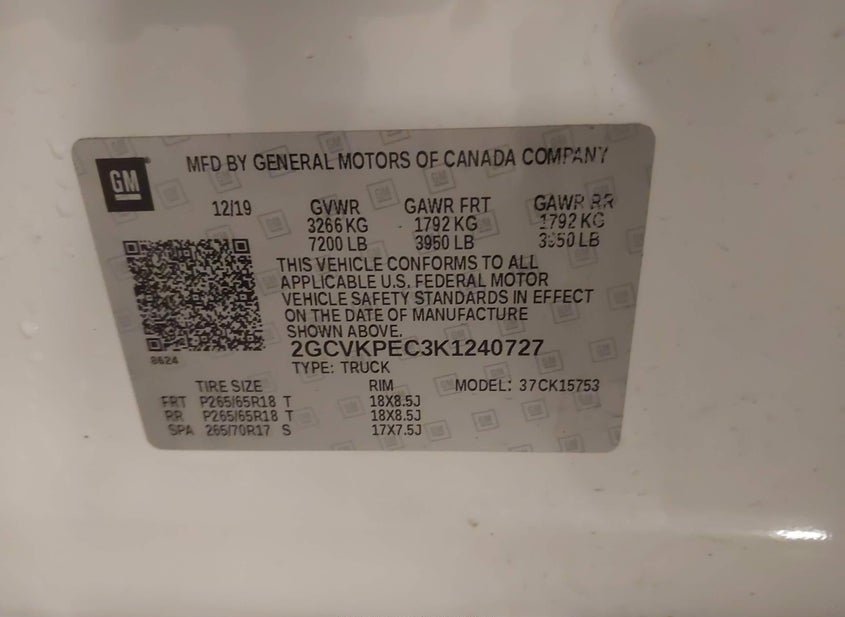 GM
MFD BY GENERAL MOTORS OF CANADA COMPANY
12/19 GVWR GAWR FRT GAWR RR
3266 KG 1792 KG 1792 KG
7200 LB 3950 LB 3950 LB
THIS VEHICLE CONFORMS TO ALL
APPLICABLE U.S. FEDERAL MOTOR
VEHICLE SAFETY STANDARDS IN EFFECT
ON THE DATE OF MANUFACTURE
SHOWN ABOVE.
8624
2GCVKPEC3K1240727
TYPE: TRUCK
TIRE SIZE RIM MODEL: 37CK15753
FRT P265/65R18 T 18X8.5J
RR P265/65R18 T 18X8.5J
SPA 265/70R17 S 17X7.5J